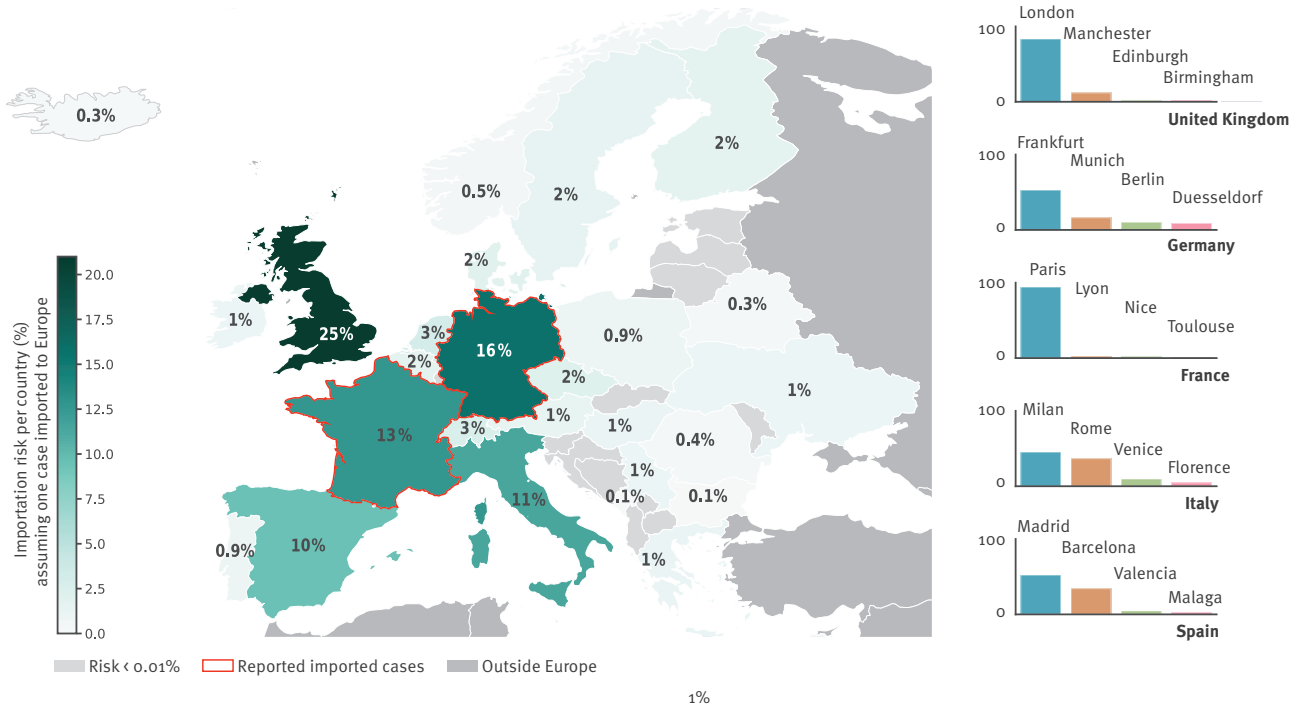 0.3%
0.5%
2%
2%
2%
1%
25%
3%
2%
16%
0.9%
0.3%
2%
1%
3%
1%
1%
13%
0.4%
1%
11%
0.1%
0.1%
1%
10%
0.9%
Importation risk per country (%)
assuming one case imported to Europe
20.0
17.5
15.0
12.5
10.0
7.5
5.0
2.5
0.0
Risk < 0.01%
Reported imported cases
Outside Europe
1%
London
100
Manchester
Edinburgh
Birmingham
0
United Kingdom
Frankfurt
100
Munich
Berlin
Duesseldorf
0
Germany
Paris
100
Lyon
Nice
Toulouse
0
France
Milan
100
Rome
Venice
Florence
0
Italy
Madrid
100
Barcelona
Valencia
Malaga
0
Spain